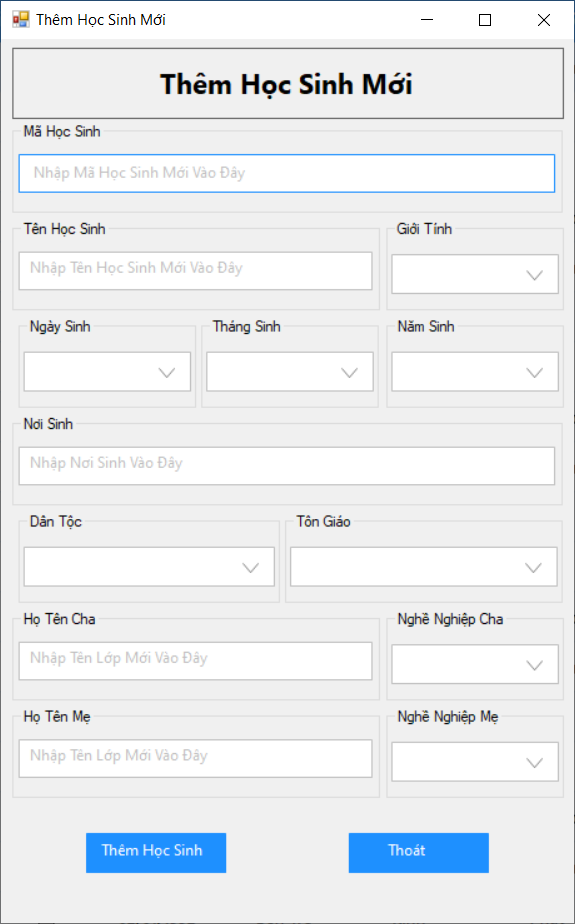 Thêm Học Sinh Mới
Thêm Học Sinh Mới
Mã Học Sinh
Nhập Mã Học Sinh Mới Vào Đây
Tên Học Sinh
Giới Tính
Nhập Tên Học Sinh Mới Vào Đây
Ngày Sinh
Tháng Sinh
Năm Sinh
Nơi Sinh
Nhập Nơi Sinh Vào Đây
Dân Tộc
Tôn Giáo
Họ Tên Cha
Nghề Nghiệp Cha
Nhập Tên Lớp Mới Vào Đây
Họ Tên Mẹ
Nghề Nghiệp Mẹ
Nhập Tên Lớp Mới Vào Đây
Thêm Học Sinh
Thoát